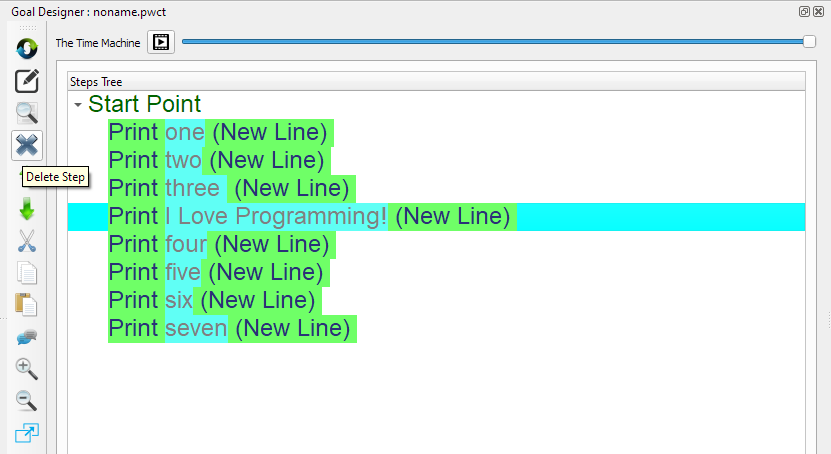 Goal Designer : noname.pwct
The Time Machine
Steps Tree
Start Point
Print one (New Line)
Print two (New Line)
Print three  (New Line)
Print I Love Programming! (New Line)
Print four (New Line)
Print five (New Line)
Print six (New Line)
Print seven (New Line)
Delete Step